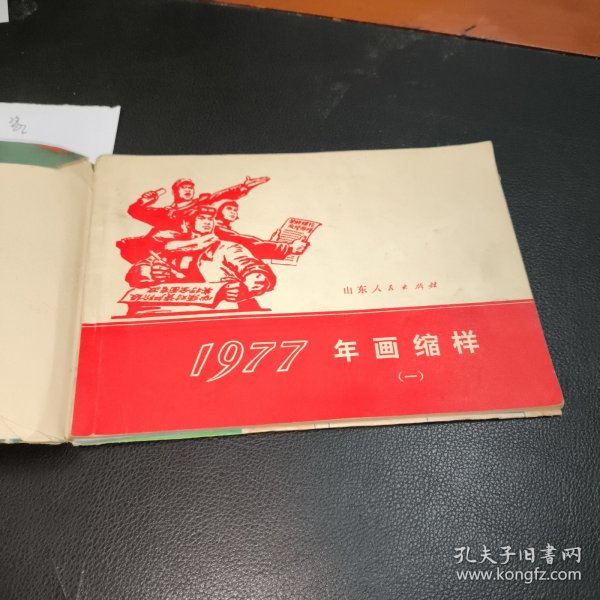 山东人民出版社
1977 年画缩样
(一)
孔夫子旧书网
www.kongfz.com